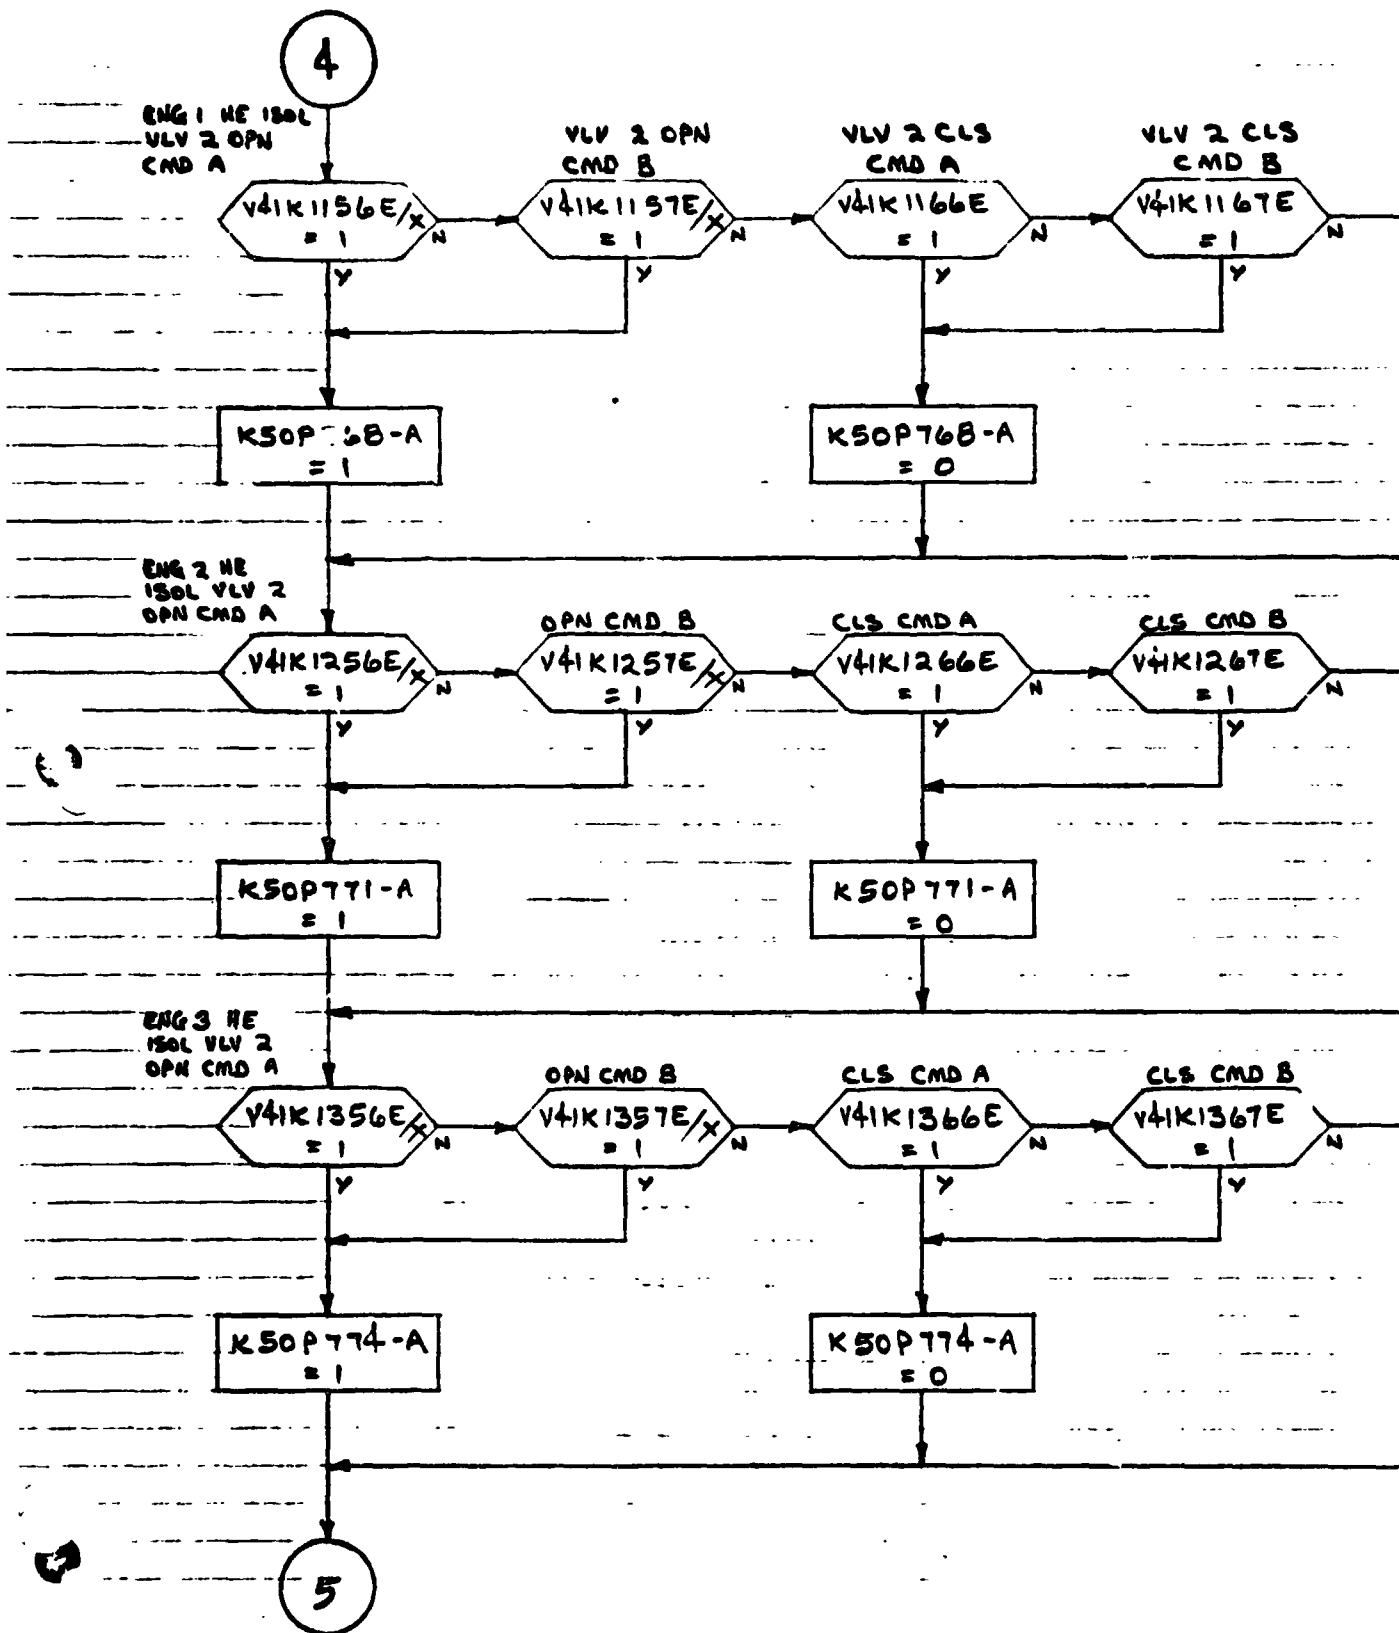 4
ENG 1 HE ISOL
VLV 2 OPN
CMD A
VLV 2 OPN
CMD B
VLV 2 CLS
CMD A
VLV 2 CLS
CMD B
V41K1156E/X
= 1
N
Y
V41K1157E/X
= 1
N
Y
V41K1166E
= 1
N
Y
V41K1167E
= 1
N
Y
= 1
K50P768-A
= 0
ENG 2 HE
ISOL VLV 2
OPN CMD A
OPN CMD B
CLS CMD A
CLS CMD B
V41K1256E/X
= 1
N
Y
V41K1257E/X
= 1
N
Y
V41K1266E
= 1
N
Y
V41K1267E
= 1
N
Y
K50P771-A
= 1
K50P771-A
= 0
ENG 3 HE
ISOL VLV 2
OPN CMD A
OPN CMD B
CLS CMD A
CLS CMD B
V41K1356E/X
= 1
N
Y
V41K1357E/X
= 1
N
Y
V41K1366E
= 1
N
Y
V41K1367E
= 1
N
Y
K50P774-A
= 1
K50P774-A
= 0
5